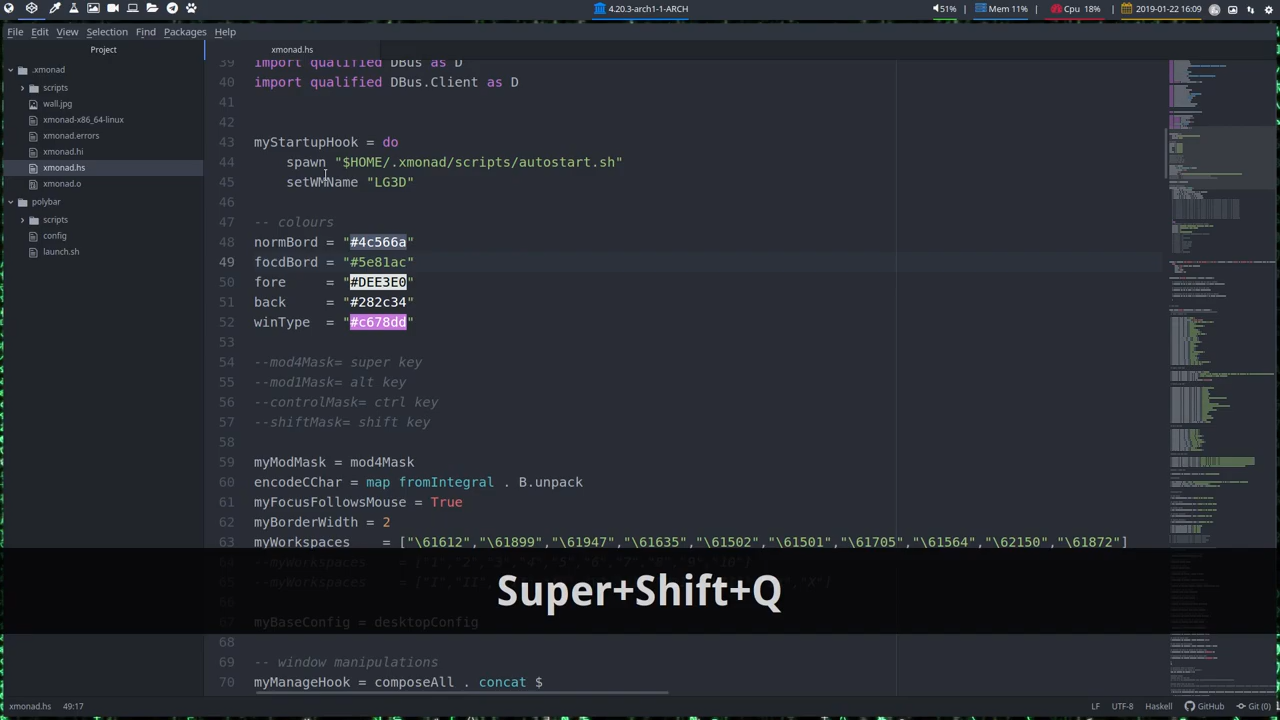 4.20.3-arch1-1-ARCH
51%
Mem 11%
Cpu 18%
2019-01-22 16:09
File Edit View Selection Find Packages Help
Project
xmonad.hs
.xmonad
scripts
wall.jpg
xmonad-x86_64-linux
xmonad.errors
xmonad.hi
xmonad.hs
xmonad.o
polybar
scripts
config
launch.sh
39 import qualified DBus as D
40 import qualified DBus.Client as
41
42
43 myStartupHook = do
44 spawn "$HOME/.xmonad/scripts/autostart.sh"
45 setWMName "LG3D"
46
47 -- colours
48 normBord = "#4c566a"
49 focdBord = "#5e81ac"
50 fore = "#DEE3E0"
51 back = "#282c34"
52 winType = "#c678dd"
53
54 --mod4Mask= super key
55 --mod1Mask= alt key
56 --controlMask= ctrl key
57 --shiftMask= shift key
58
59 myModMask = mod4Mask
60 encodeCChar = map fromIntegral . B.unpack
61 myFocusFollowsMouse = True
62 myBorderWidth = 2
63 myWorkspaces = ["\61612","\61899","\61947","\61635","\61502","\61501","\61705","\61564","\62150","\61872"]
Super+Shift+Q
myBaseConfig = desktopConfig
68
69 -- window manipulations
70 myManageHook = composeAll . concat $
xmonad.hs 49:17
LF UTF-8 Haskell GitHub Git (0)